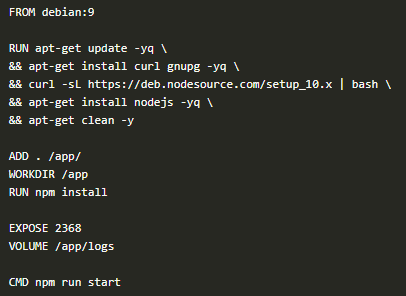 FROM debian:9
RUN apt-get update -yq \
&& apt-get install curl gnupg -yq \
&& curl -sL https://deb.nodesource.com/setup_10.x | bash \
&& apt-get install nodejs -yq \
&& apt-get clean -y
ADD . /app/
WORKDIR /app
RUN npm install
EXPOSE 2368
VOLUME /app/logs
CMD npm run start